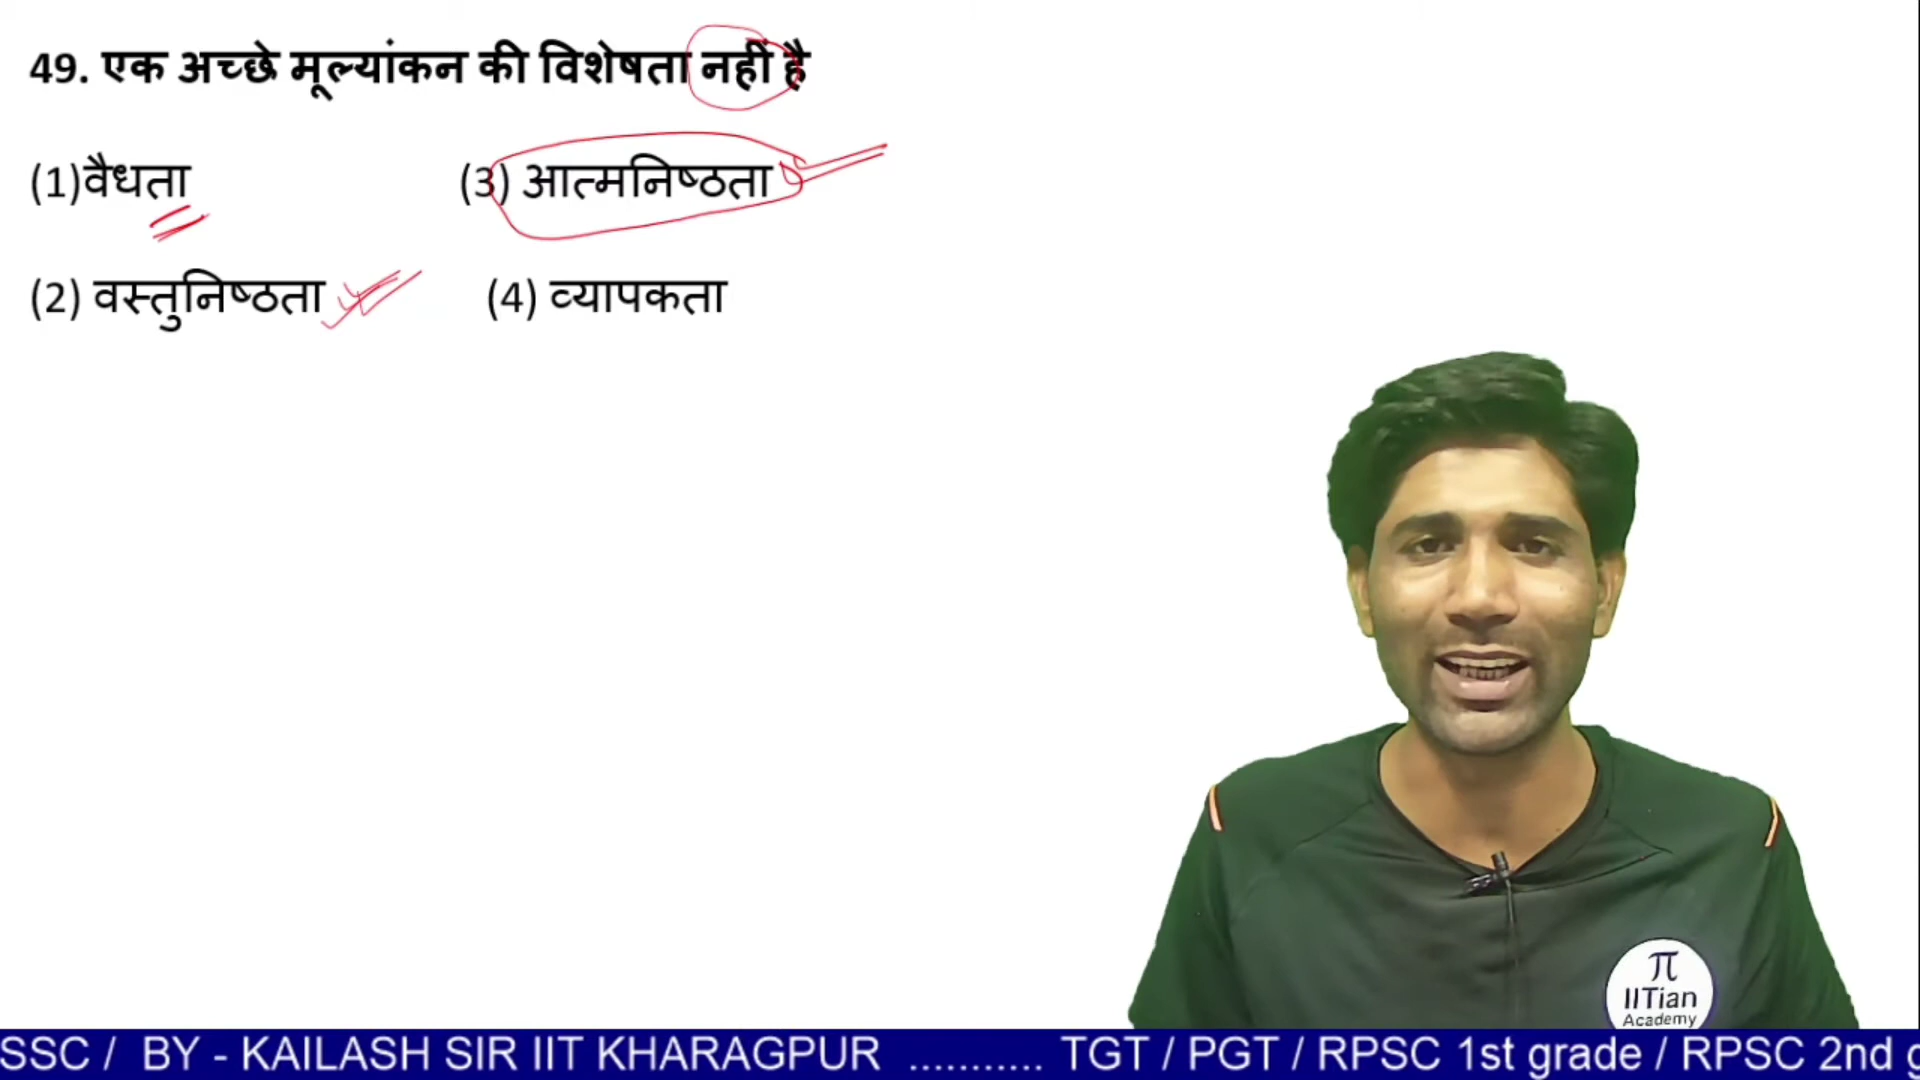 49. एक अच्छे मूल्यांकन की विशेषता नहीं है
(1)वैधता (3) आत्मनिष्ठता
(2) वस्तुनिष्ठता (4) व्यापकता
π
IITian
Academy
SSC / BY - KAILASH SIR IIT KHARAGPUR ........... TGT / PGT / RPSC 1st grade / RPSC 2nd g